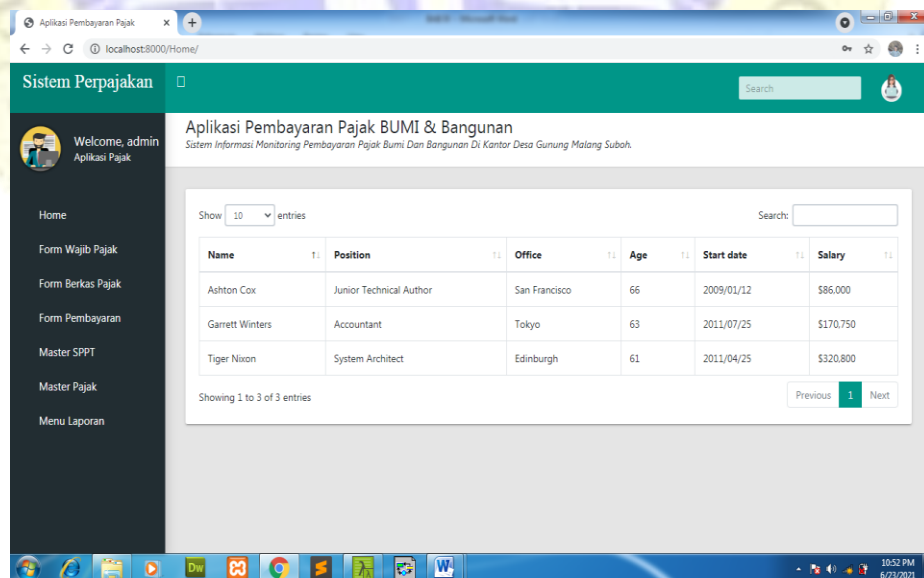 Aplikasi Pembayaran Pajak
localhost:8000/Home/
Sistem Perpajakan
Search
Welcome, admin
Aplikasi Pajak
Aplikasi Pembayaran Pajak BUMI & Bangunan
Sistem Informasi Monitoring Pembayaran Pajak Bumi Dan Bangunan Di Kantor Desa Gunung Malang Suboh.
Home
Form Wajib Pajak
Form Berkas Pajak
Form Pembayaran
Master SPPT
Master Pajak
Menu Laporan
Show 10 entries
Search:
Name Position Office Age Start date Salary
Ashton Cox Junior Technical Author San Francisco 66 2009/01/12 $86,000
Garrett Winters Accountant Tokyo 63 2011/07/25 $170,750
Tiger Nixon System Architect Edinburgh 61 2011/04/25 $320,800
Showing 1 to 3 of 3 entries
Previous 1 Next
Dw
W
10:52 PM
6/23/2021